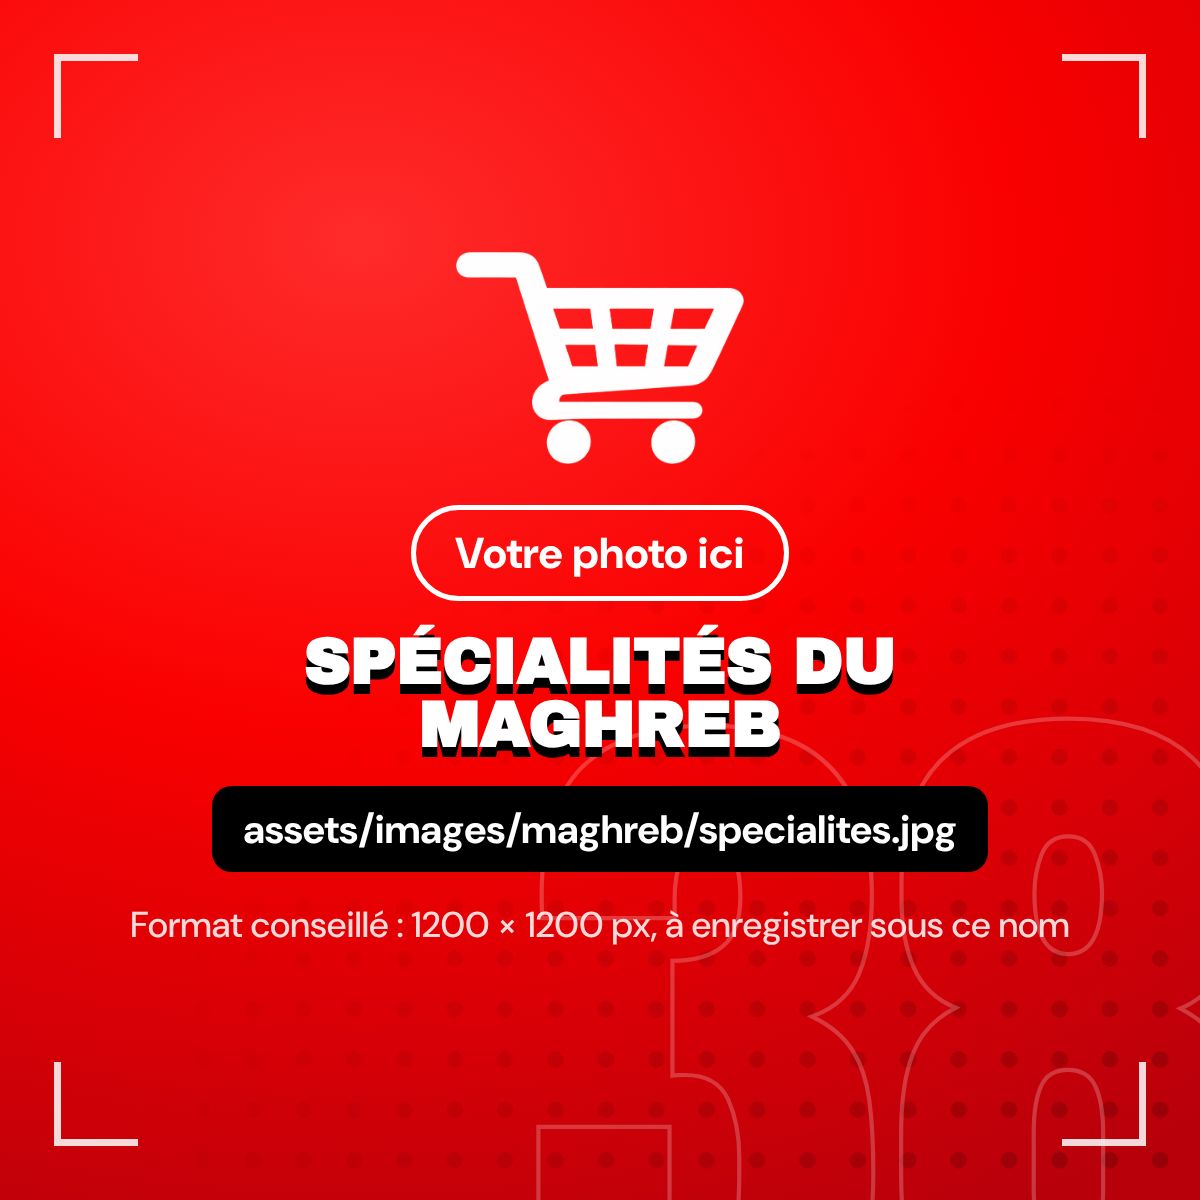 Votre photo ici
SPÉCIALITÉS DU
MAGHREB
assets/images/maghreb/specialites.jpg
Format conseillé : 1200 × 1200 px, à enregistrer sous ce nom
38